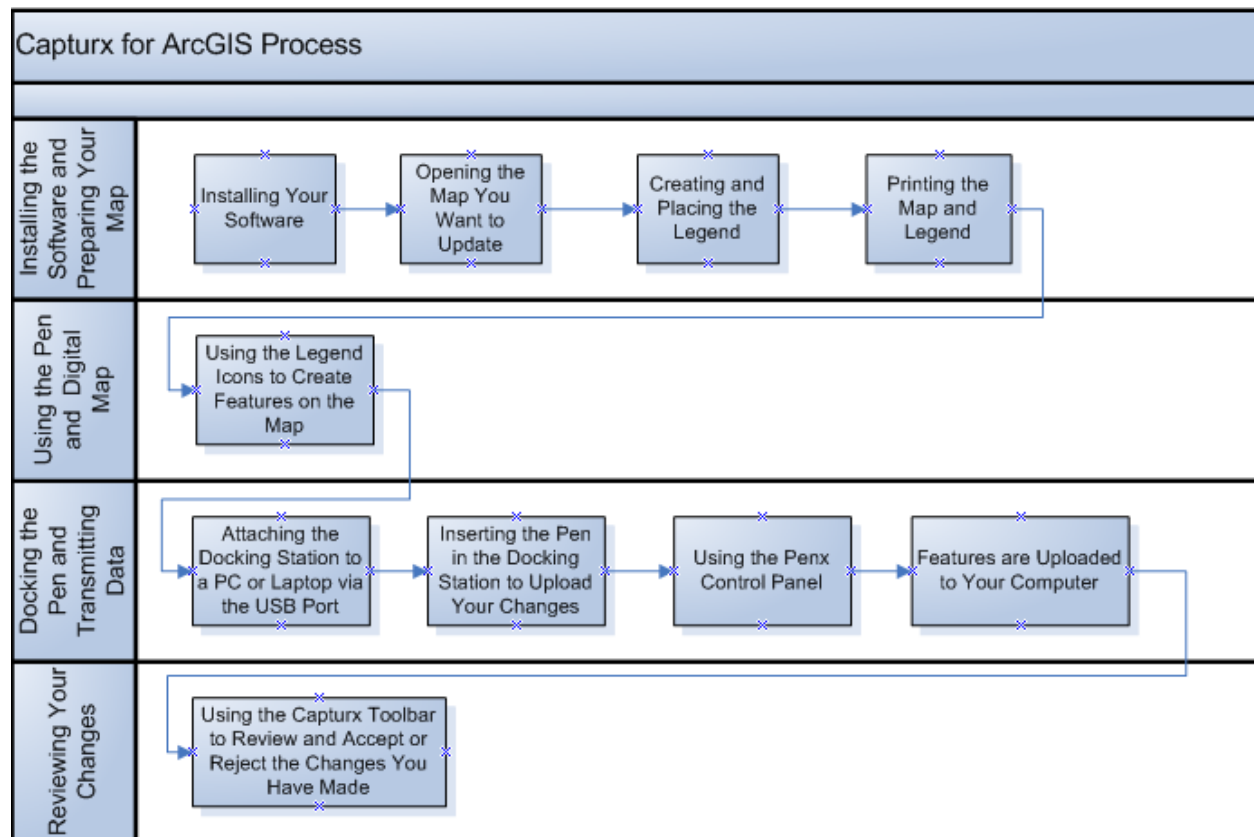 Capturx for ArcGIS Process
Installing the
Software and
Preparing Your
Map
Installing Your
Software
Opening the
Map You
Want to
Update
Creating and
Placing the
Legend
Printing the
Map and
Legend
Using the Pen
and Digital
Map
Using the Legend
Icons to Create
Features on the
Map
Docking the
Pen and
Transmitting
Data
Attaching the
Docking Station to
a PC or Laptop via
the USB Port
Inserting the Pen
in the Docking
Station to Upload
Your Changes
Using the Penx
Control Panel
Features are Uploaded
to Your Computer
Reviewing Your
Changes
Using the Capturx Toolbar
to Review and Accept or
Reject the Changes You
Have Made